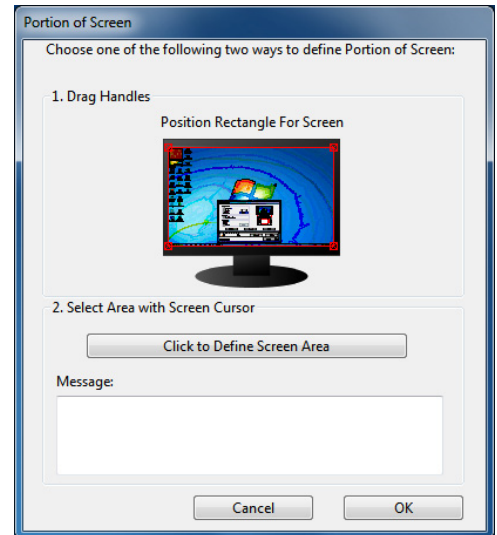 Portion of Screen
Choose one of the following two ways to define Portion of Screen:
1. Drag Handles
Position Rectangle For Screen
2. Select Area with Screen Cursor
Click to Define Screen Area
Message:
Cancel
OK